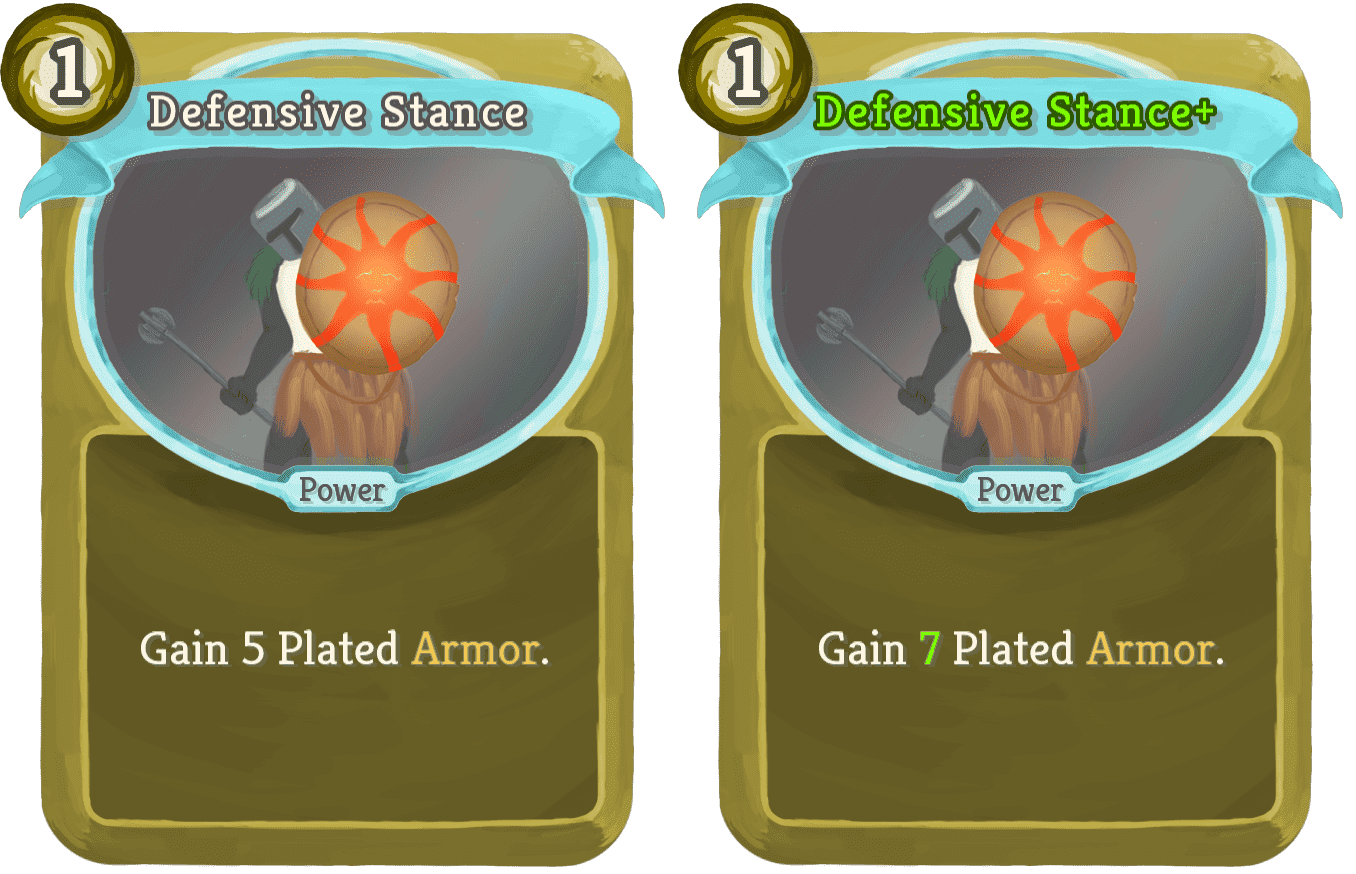 1
Defensive Stance
Power
Gain 5 Plated Armor.
1
Defensive Stance+
Power
Gain 7 Plated Armor.